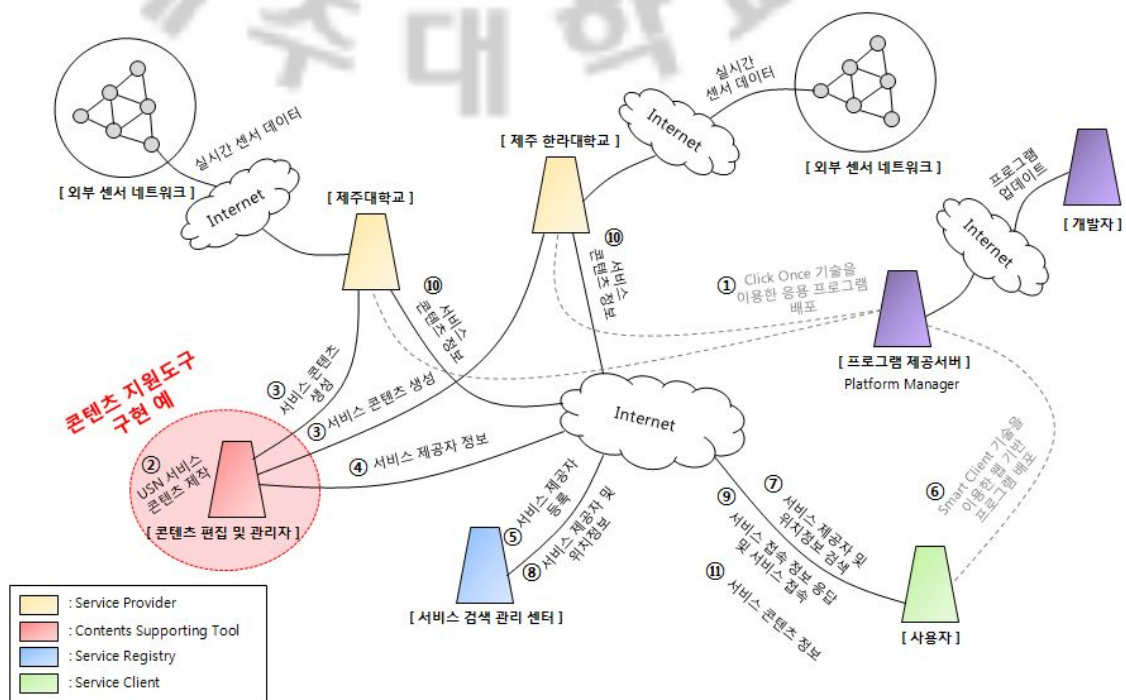 주대학교
실시간 센서 데이터
Internet
[ 외부 센서 네트워크 ]
[ 제주대학교 ]
[ 제주 한라대학교 ]
실시간
센서 데이터
Internet
[ 외부 센서 네트워크 ]
프로그램
업데이트
Internet
[ 개발자 ]
① Click Once 기술을
이용한 응용 프로그램
배포
[ 프로그램 제공서버 ]
Platform Manager
⑩ 서비스
콘텐츠 정보
⑩ 서비스
콘텐츠 정보
콘텐츠 지원도구
구현 예
③ 서비스 콘텐츠
생성
③ 서비스 콘텐츠 생성
④ 서비스 제공자 정보
Internet
② USN 서비스
콘텐츠 제작
[ 콘텐츠 편집 및 관리자 ]
⑤ 서비스 제공자
등록
⑧ 서비스 제공자 및
위치정보
[ 서비스 검색 관리 센터 ]
⑥ Smart Client 기술을
이용한 웹 기반
프로그램 배포
⑦ 서비스 제공자 및
위치정보 검색
⑨ 서비스 접속 정보 응답
및 서비스 접속
⑪ 서비스 콘텐츠 정보
[ 사용자 ]
: Service Provider
: Contents Supporting Tool
: Service Registry
: Service Client